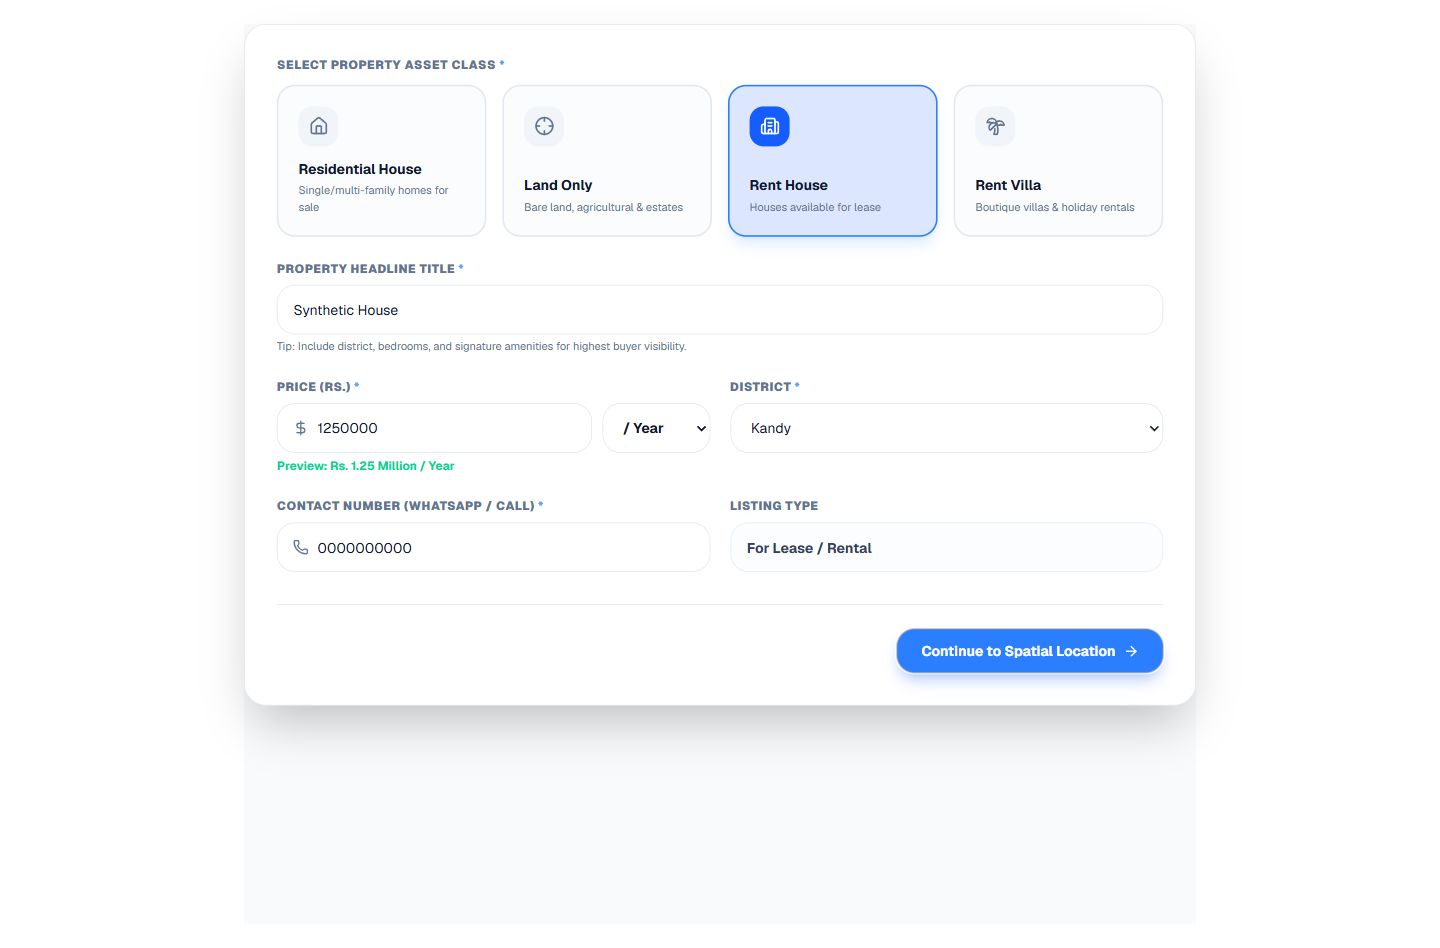 SELECT PROPERTY ASSET CLASS *
Residential House
Single/multi-family homes for
sale
Land Only
Bare land, agricultural & estates
Rent House
Houses available for lease
Rent Villa
Boutique villas & holiday rentals
PROPERTY HEADLINE TITLE *
Synthetic House
Tip: Include district, bedrooms, and signature amenities for highest buyer visibility.
PRICE (RS.) *
$ 1250000
/ Year
Preview: Rs. 1.25 Million / Year
DISTRICT *
Kandy
CONTACT NUMBER (WHATSAPP / CALL) *
0000000000
LISTING TYPE
For Lease / Rental
Continue to Spatial Location →